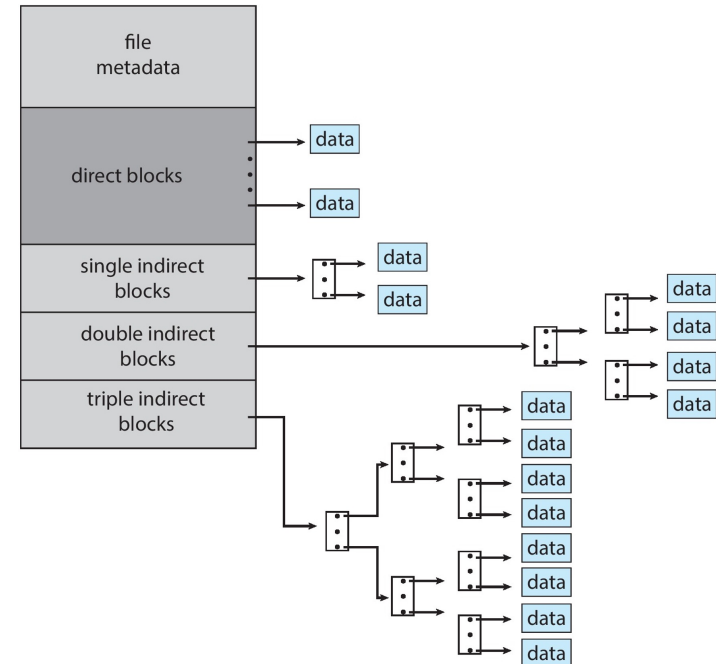 file
metadata
direct blocks
data
data
single indirect
blocks
data
data
double indirect
blocks
data
data
data
data
triple indirect
blocks
data
data
data
data
data
data
data
data